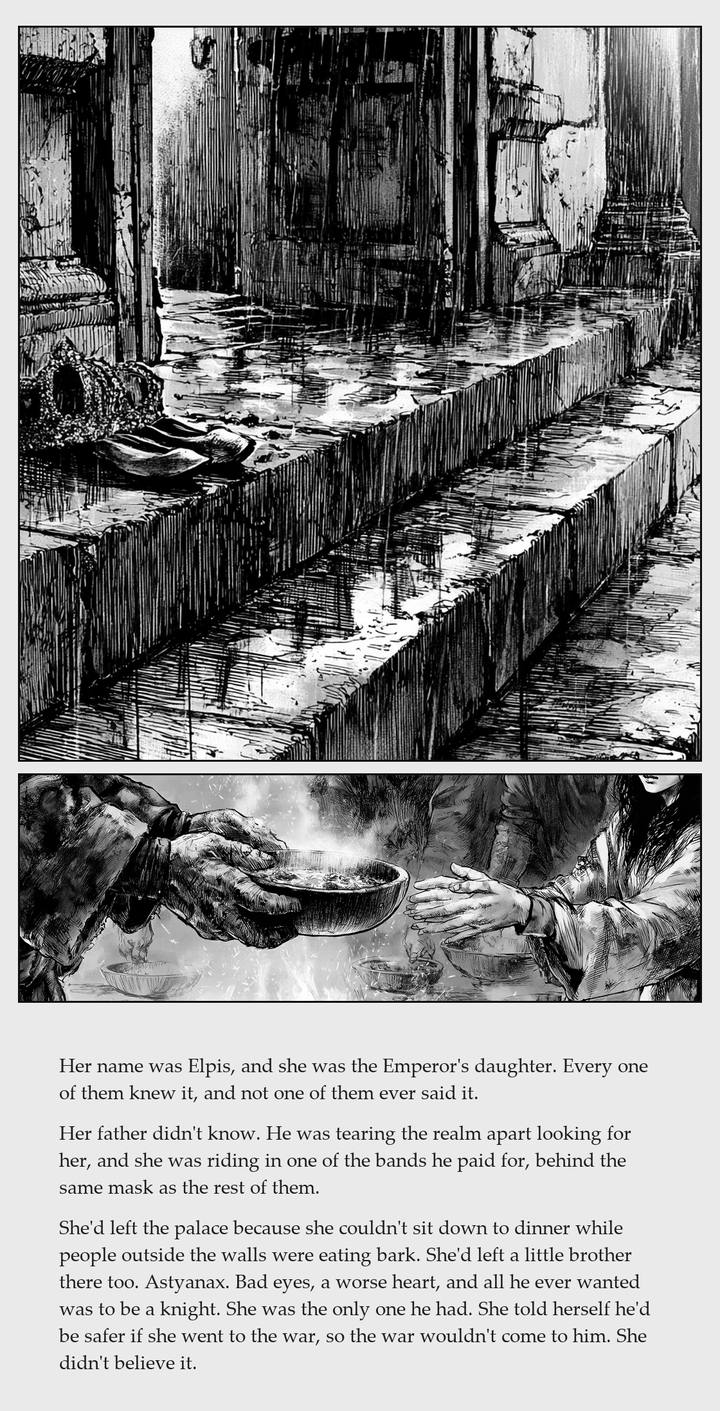 Her name was Elpis, and she was the Emperor's daughter. Every one
of them knew it, and not one of them ever said it.
Her father didn't know. He was tearing the realm apart looking for
her, and she was riding in one of the bands he paid for, behind the
same mask as the rest of them.
She'd left the palace because she couldn't sit down to dinner while
people outside the walls were eating bark. She'd left a little brother
there too. Astyanax. Bad eyes, a worse heart, and all he ever wanted
was to be a knight. She was the only one he had. She told herself he'd
be safer if she went to the war, so the war wouldn't come to him. She
didn't believe it.